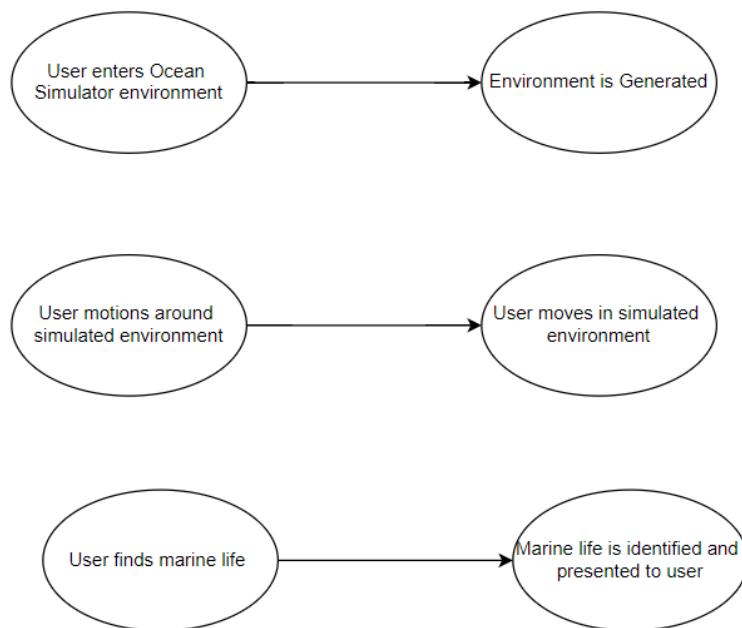 User enters Ocean
Simulator environment
Environment is Generated
User motions around
simulated environment
User moves in simulated
environment
User finds marine life
Marine life is identified and
presented to user